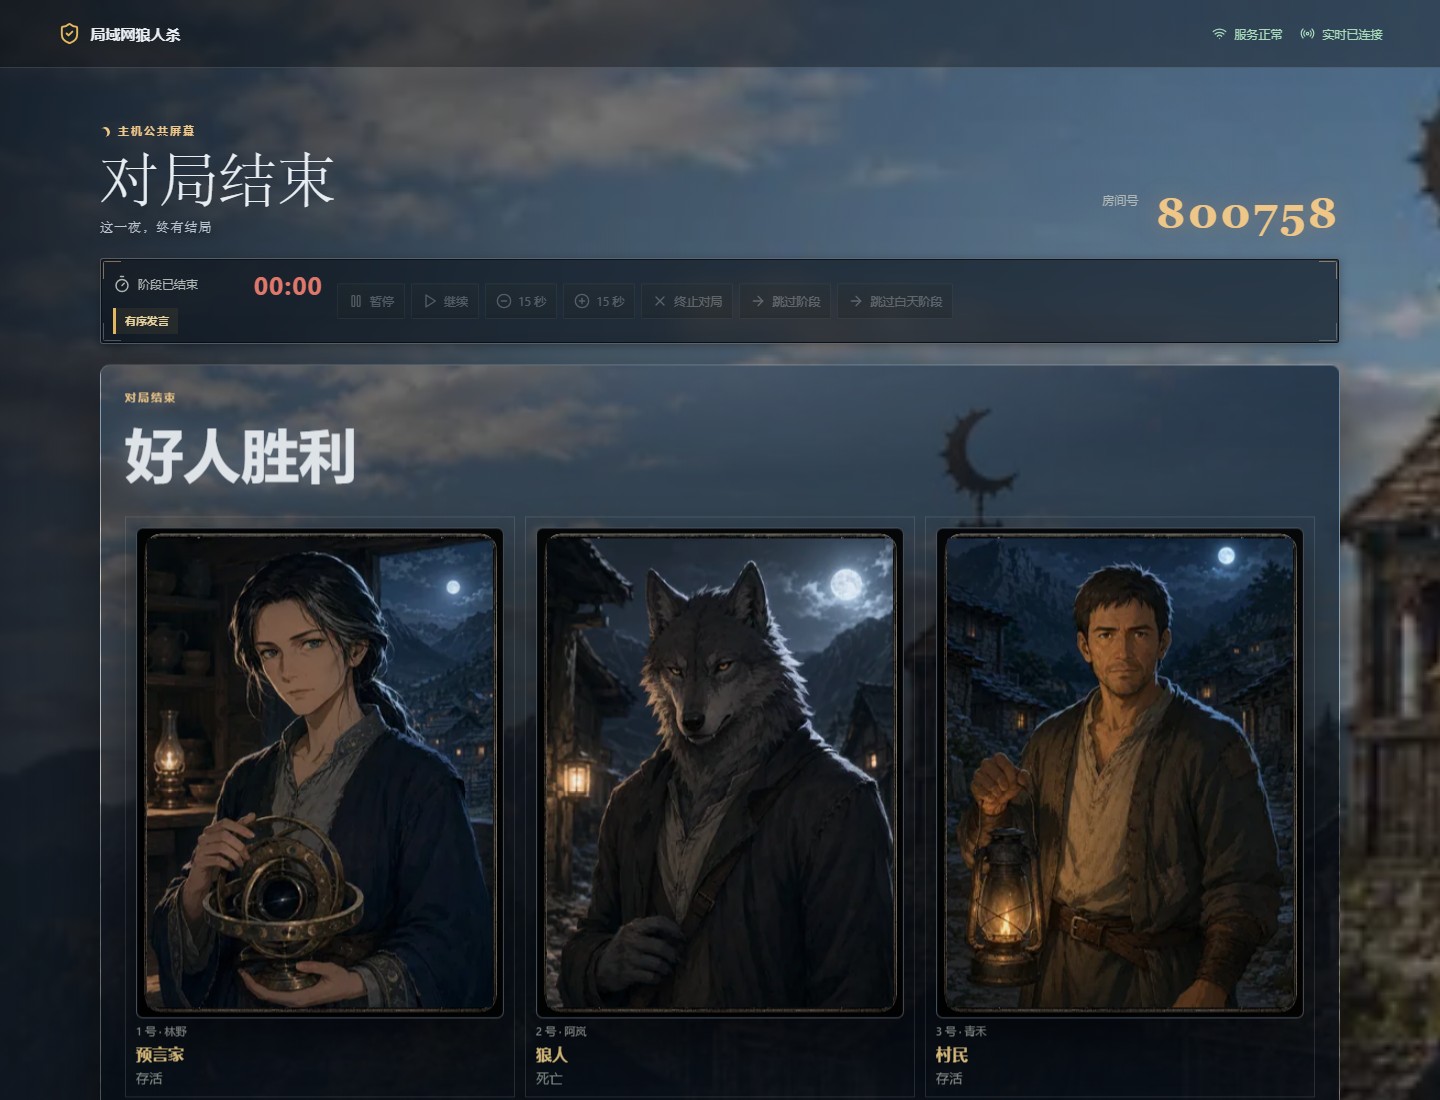 局域网狼人杀
服务正常 实时已连接
主机公共屏幕
对局结束
这一夜，终有结局
房间号 800758
阶段已结束 00:00
暂停 继续 15 秒 15 秒 终止对局 跳过阶段 跳过白天阶段
有序发言
对局结束
好人胜利
1 号 · 林野
预言家
存活
2 号 · 阿岚
狼人
死亡
3 号 · 青禾
村民
存活